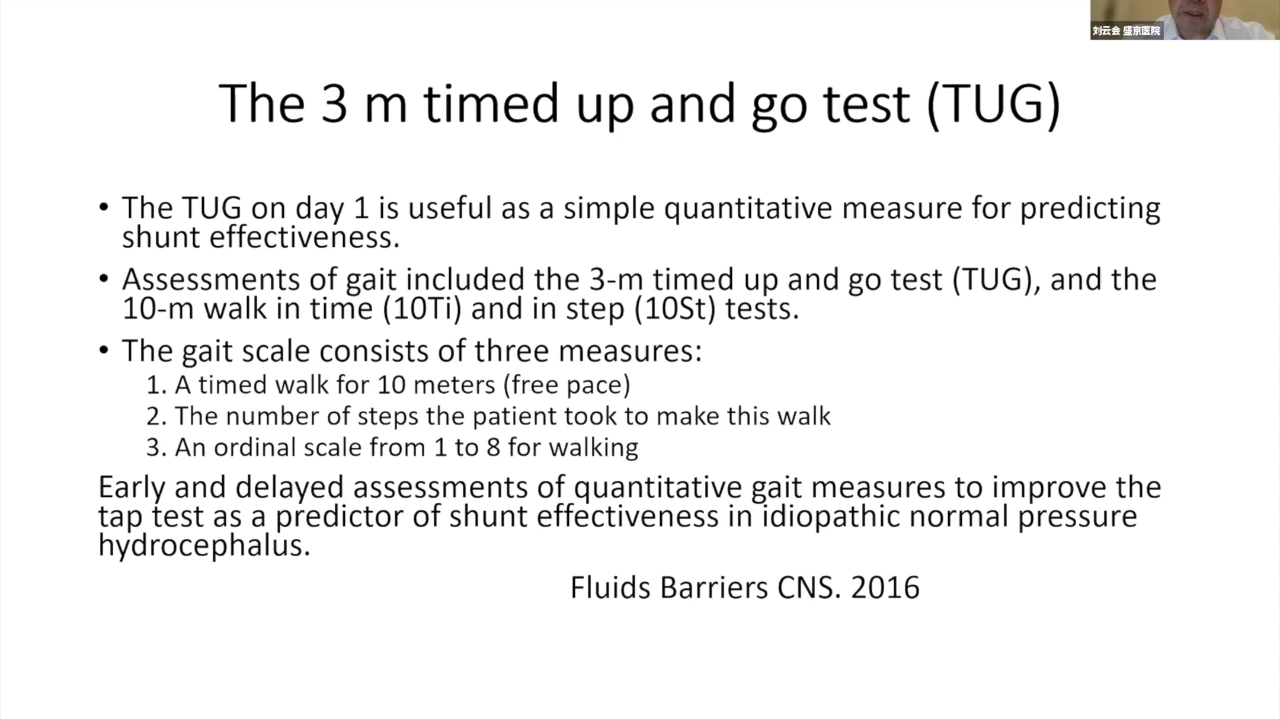 刘云会 盛京医院
The 3 m timed up and go test (TUG)
• The TUG on day 1 is useful as a simple quantitative measure for predicting
shunt effectiveness.
• Assessments of gait included the 3-m timed up and go test (TUG), and the
10-m walk in time (10Ti) and in step (10St) tests.
• The gait scale consists of three measures:
1. A timed walk for 10 meters (free pace)
2. The number of steps the patient took to make this walk
3. An ordinal scale from 1 to 8 for walking
Early and delayed assessments of quantitative gait measures to improve the
tap test as a predictor of shunt effectiveness in idiopathic normal pressure
hydrocephalus.
Fluids Barriers CNS. 2016